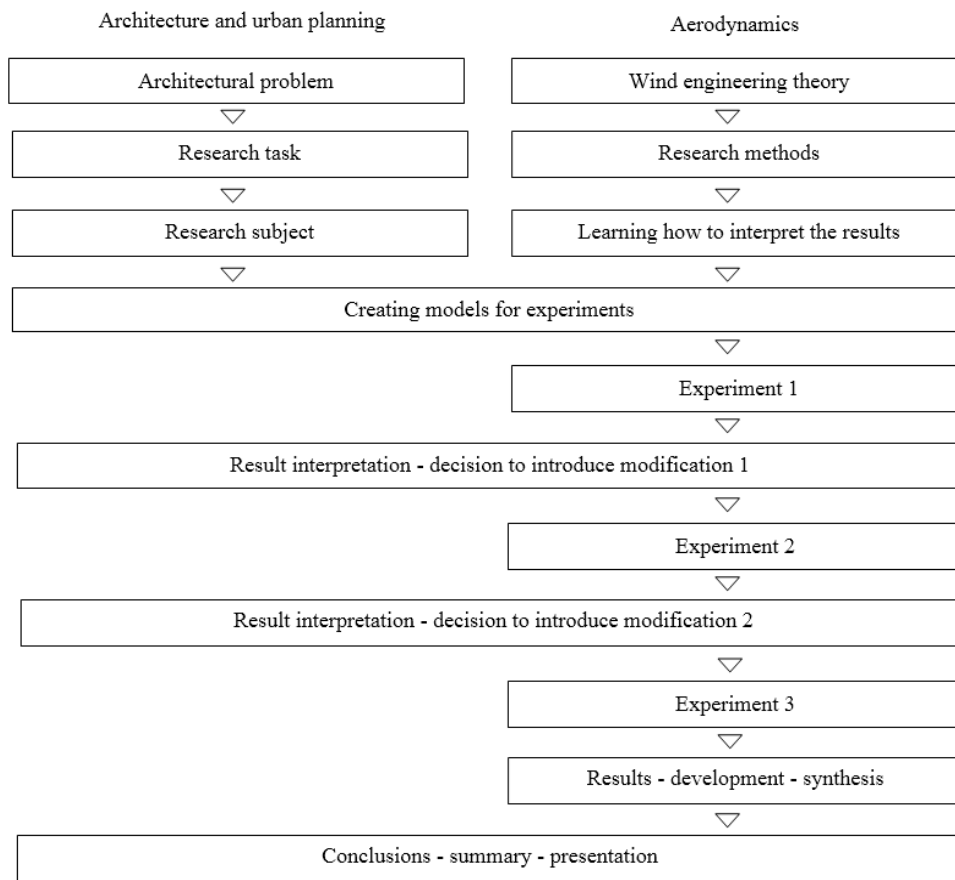 Architecture and urban planning
Aerodynamics
Architectural problem
Wind engineering theory
Research task
Research methods
Research subject
Learning how to interpret the results
Creating models for experiments
Experiment 1
Result interpretation - decision to introduce modification 1
Experiment 2
Result interpretation - decision to introduce modification 2
Experiment 3
Results - development - synthesis
Conclusions - summary - presentation